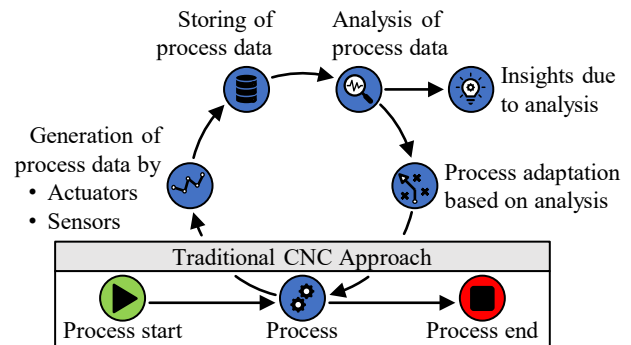 Storing of
process data
Analysis of
process data
Insights due
to analysis
Generation of
process data by
• Actuators
• Sensors
Process adaptation
based on analysis
Traditional CNC Approach
Process start
Process
Process end